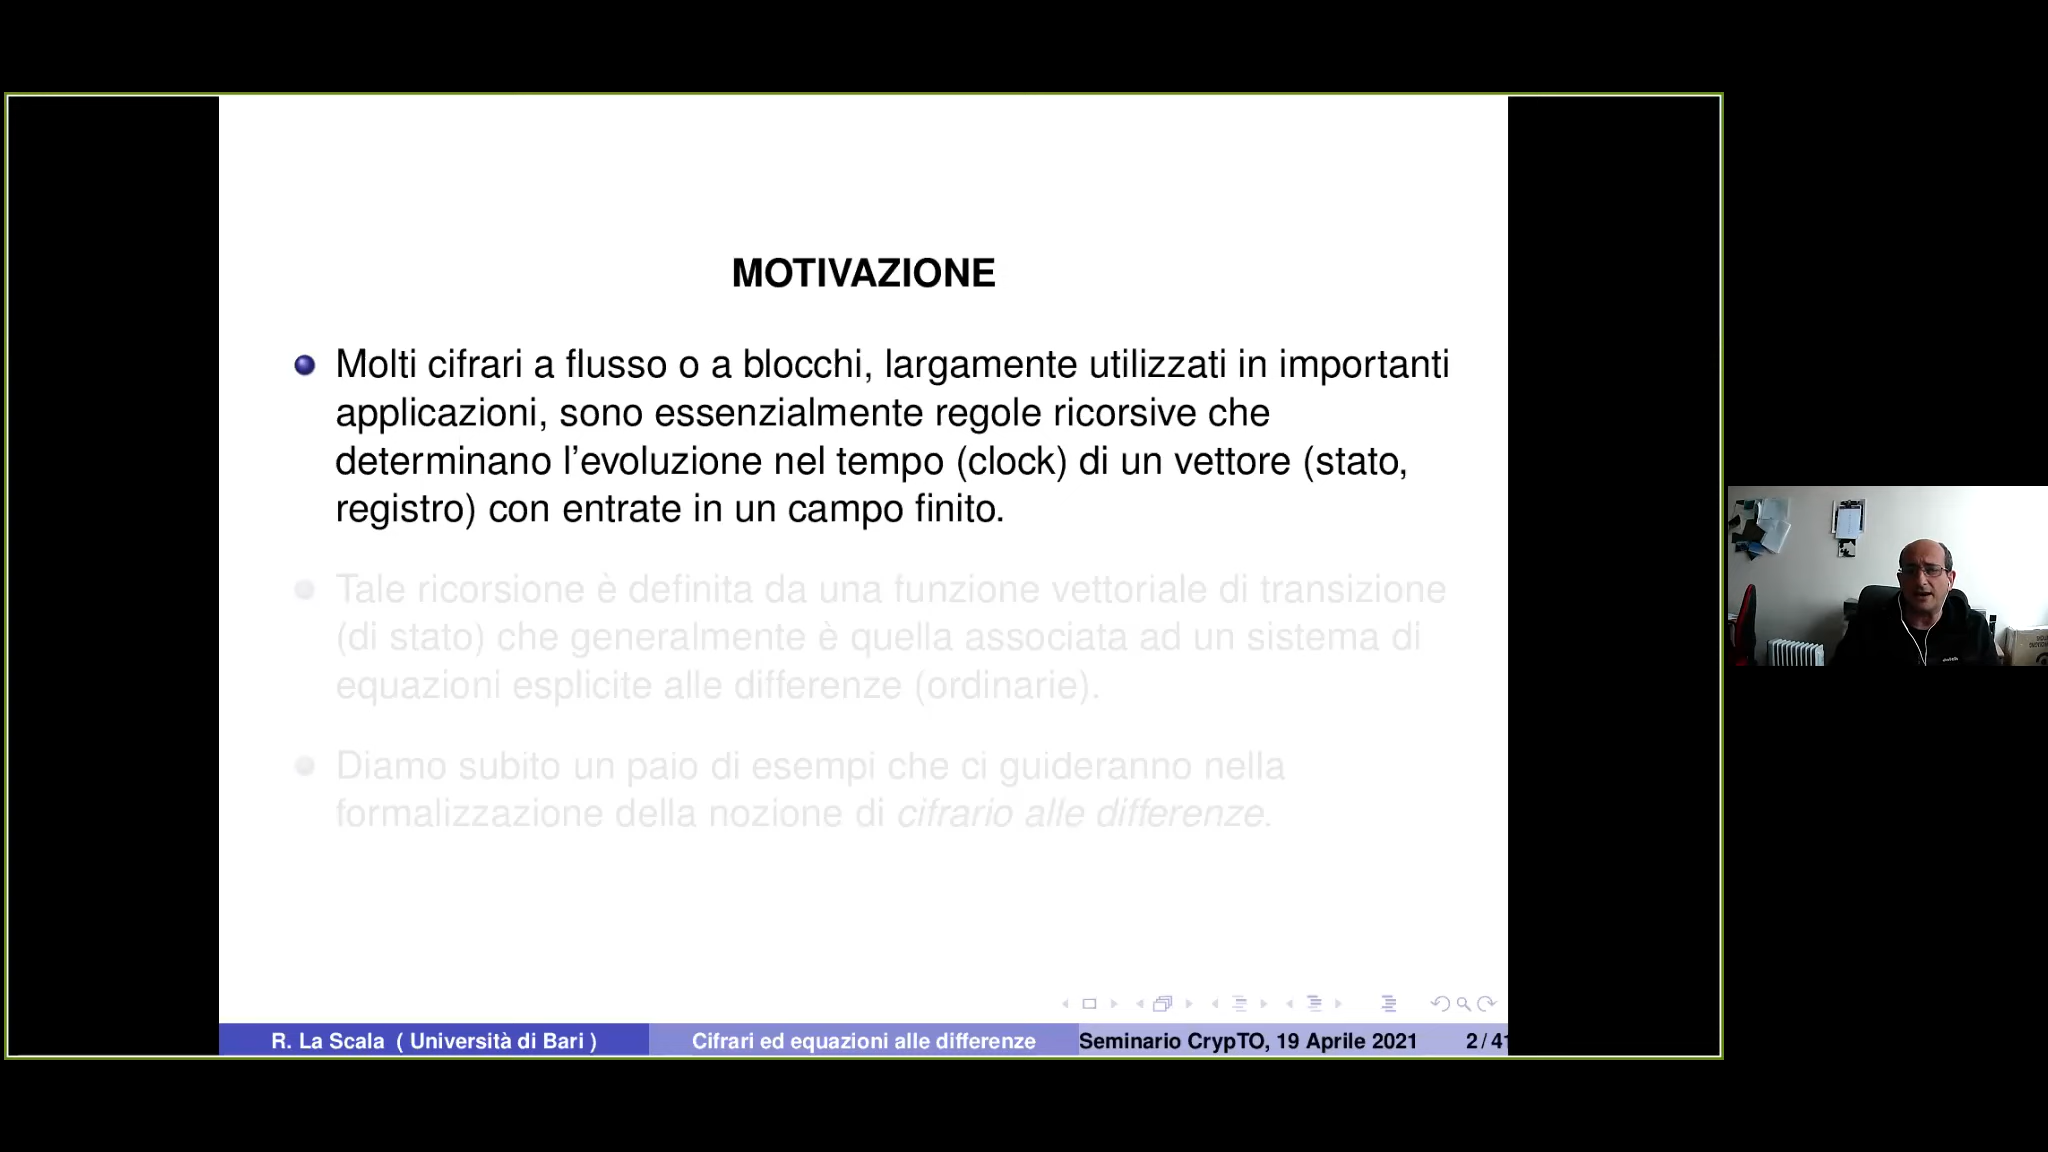 MOTIVAZIONE
Molti cifrari a flusso o a blocchi, largamente utilizzati in importanti
applicazioni, sono essenzialmente regole ricorsive che
determinano l'evoluzione nel tempo (clock) di un vettore (stato,
registro) con entrate in un campo finito.
Tale ricorsione è definita da una funzione vettoriale di transizione
(di stato) che generalmente è quella associata ad un sistema di
equazioni esplicite alle differenze (ordinarie).
Diamo subito un paio di esempi che ci guideranno nella
formalizzazione della nozione di cifrario alle differenze.
R. La Scala ( Università di Bari ) Cifrari ed equazioni alle differenze Seminario CrypTO, 19 Aprile 2021 2 / 41